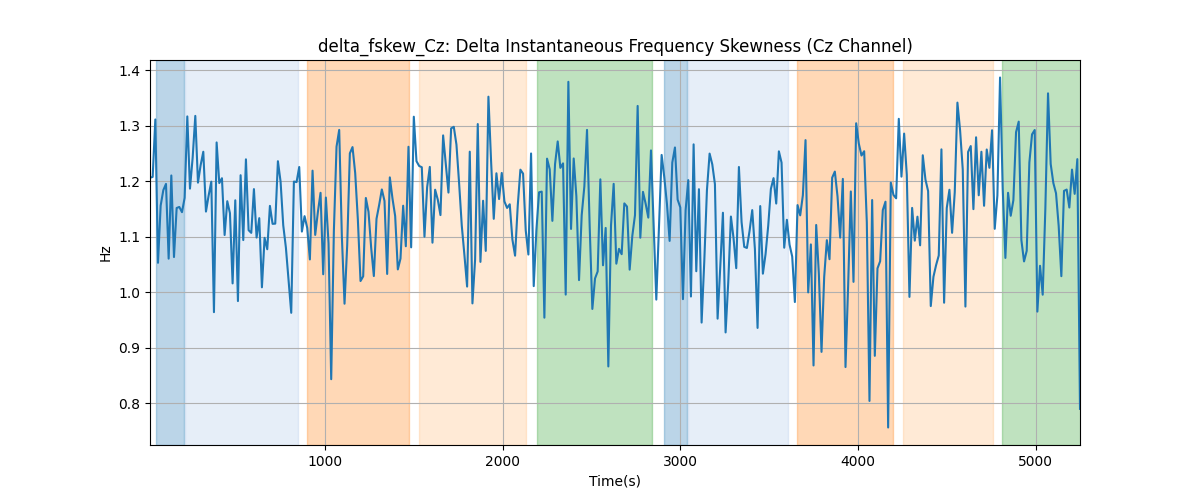 delta_fskew_Cz: Delta Instantaneous Frequency Skewness (Cz Channel)
1.4
1.3
1.2
1.1
1.0
0.9
0.8
Hz
1000 2000 3000 4000 5000
Time(s)